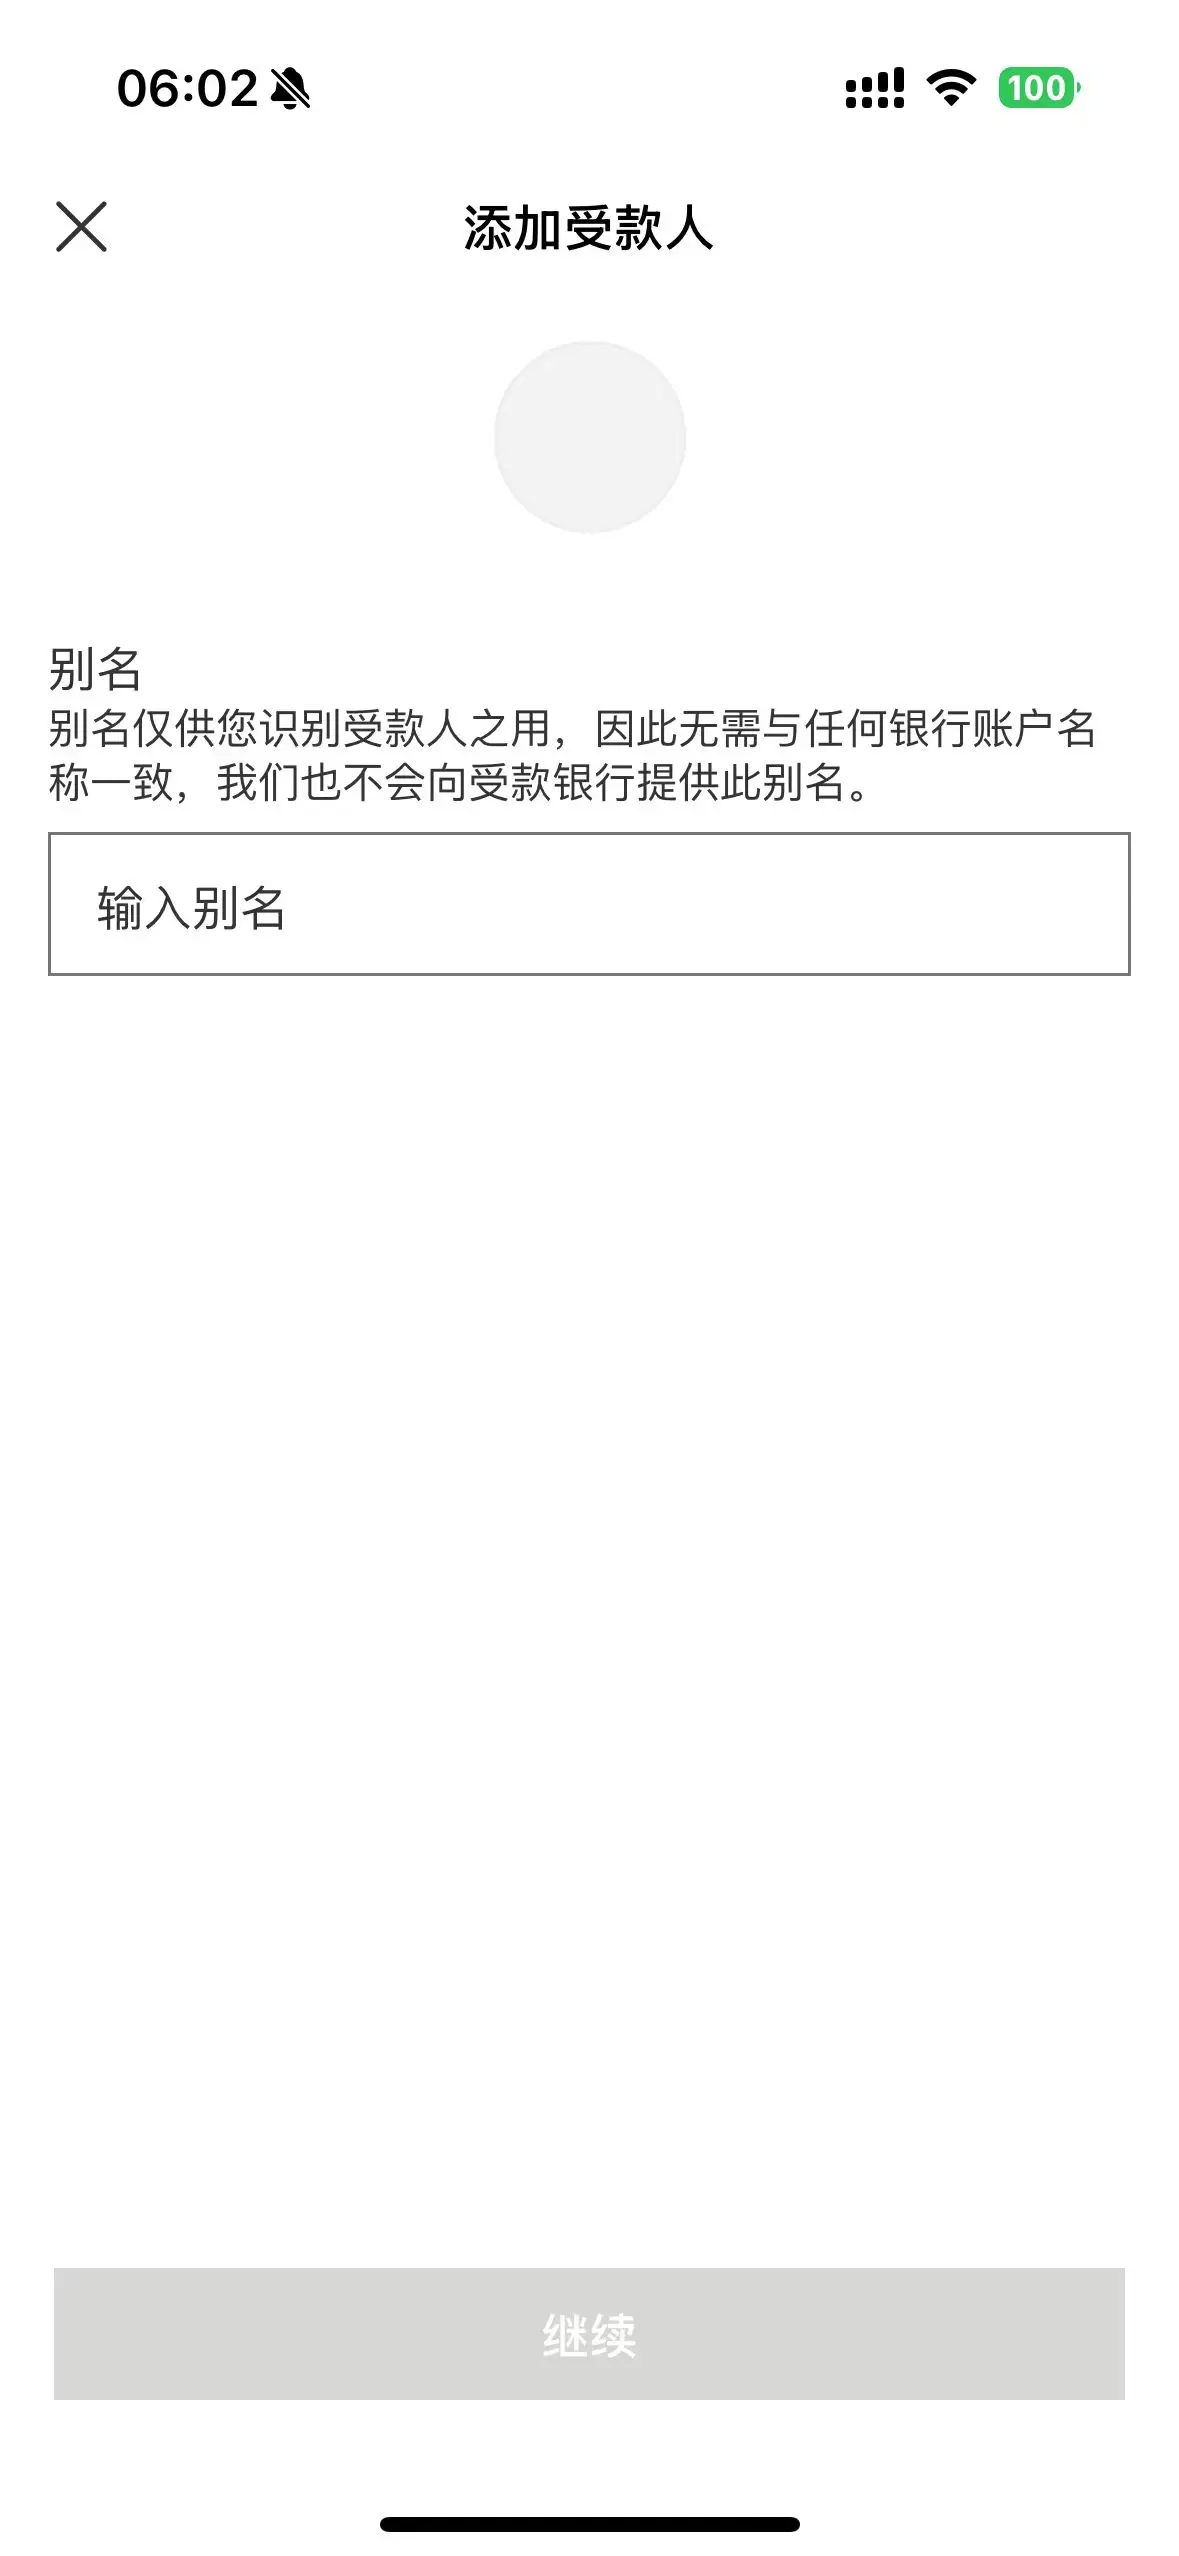 06:02
100
添加受款人
别名
别名仅供您识别受款人之用，因此无需与任何银行账户名
称一致，我们也不会向受款银行提供此别名。
输入别名
继续